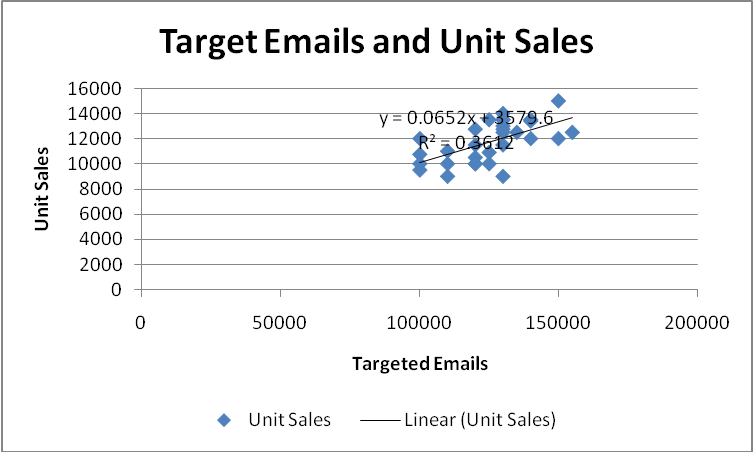 Target Emails and Unit Sales
16000
14000
12000
10000
8000
6000
4000
2000
0
Unit Sales
y = 0.0652x + 3579.6
R² = 0.3612
0 50000 100000 150000 200000
Targeted Emails
Unit Sales Linear (Unit Sales)